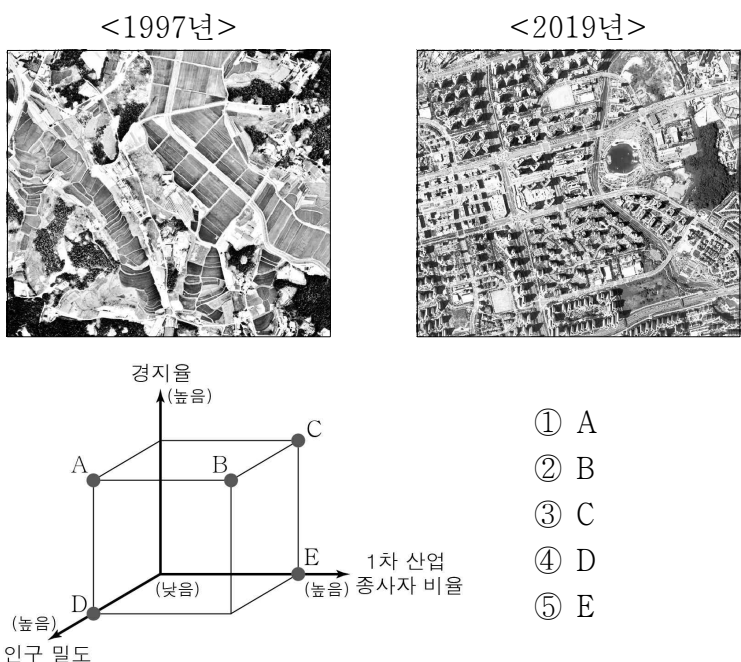 <1997년>
<2019년>
경지율
(높음)
A
B
C
D
E
(낮음)
(높음)
1차 산업
종사자 비율
(높음)
인구 밀도
① A
② B
③ C
④ D
⑤ E